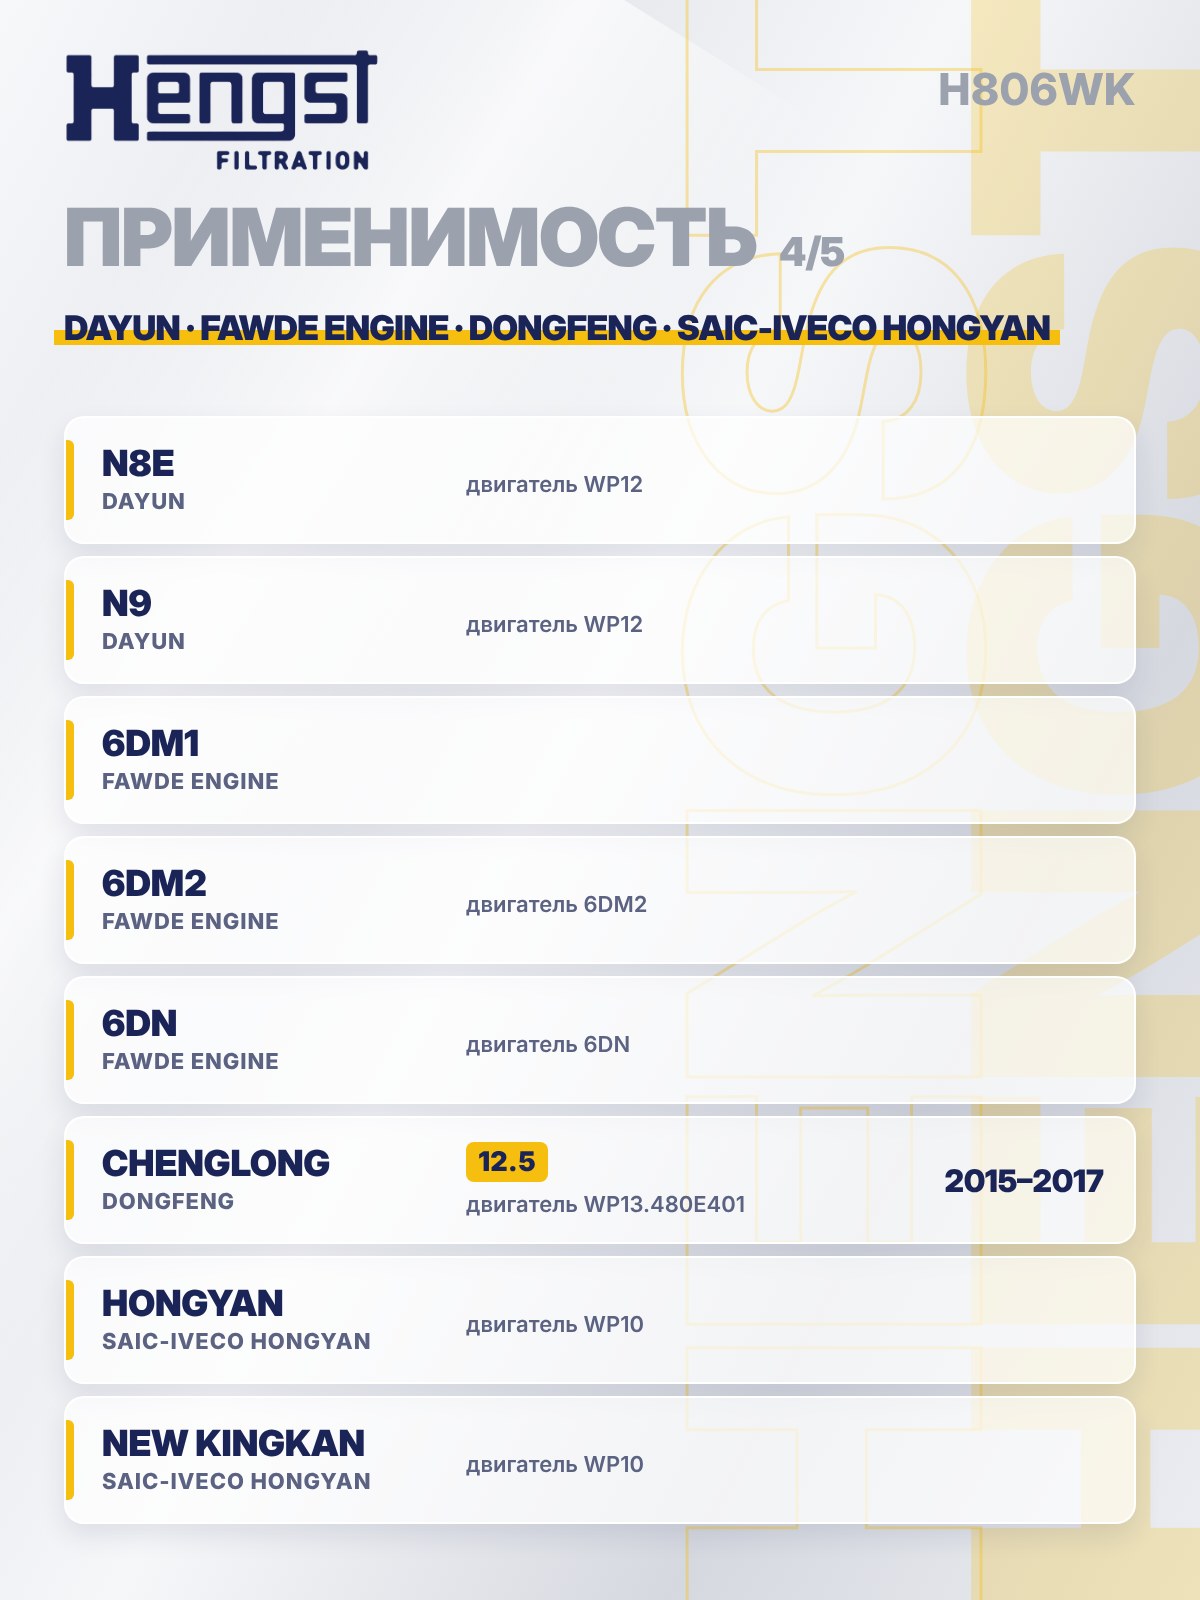 Hengst
FILTRATION
H806WK
ПРИМЕНИМОСТЬ 4/5
DAYUN · FAWDE ENGINE · DONGFENG · SAIC-IVECO HONGYAN
N8E
DAYUN
двигатель WP12
N9
DAYUN
двигатель WP12
6DM1
FAWDE ENGINE
6DM2
FAWDE ENGINE
двигатель 6DM2
6DN
FAWDE ENGINE
двигатель 6DN
CHENGLONG
DONGFENG
12.5
двигатель WP13.480E401
2015–2017
HONGYAN
SAIC-IVECO HONGYAN
двигатель WP10
NEW KINGKAN
SAIC-IVECO HONGYAN
двигатель WP10
HENGST
HENGST